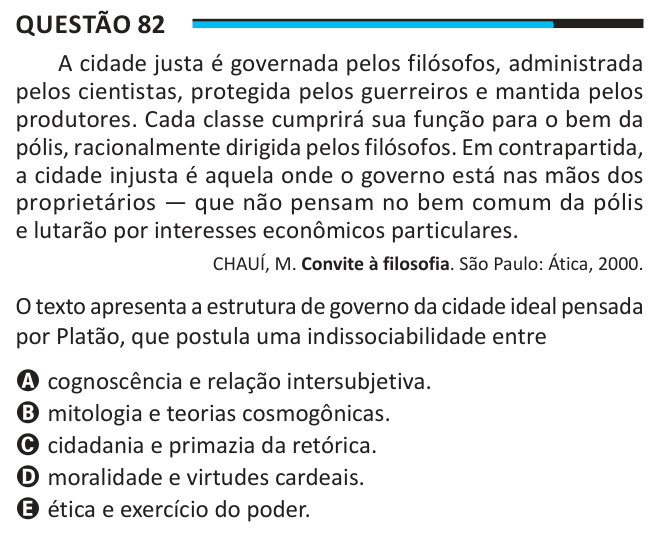 QUESTÃO 82
A cidade justa é governada pelos filósofos, administrada
pelos cientistas, protegida pelos guerreiros e mantida pelos
produtores. Cada classe cumprirá sua função para o bem da
pólis, racionalmente dirigida pelos filósofos. Em contrapartida,
a cidade injusta é aquela onde o governo está nas mãos dos
proprietários — que não pensam no bem comum da pólis
e lutarão por interesses econômicos particulares.
CHAUÍ, M. Convite à filosofia. São Paulo: Ática, 2000.
O texto apresenta a estrutura de governo da cidade ideal pensada
por Platão, que postula uma indissociabilidade entre
A cognoscência e relação intersubjetiva.
B mitologia e teorias cosmogônicas.
C cidadania e primazia da retórica.
D moralidade e virtudes cardeais.
E ética e exercício do poder.